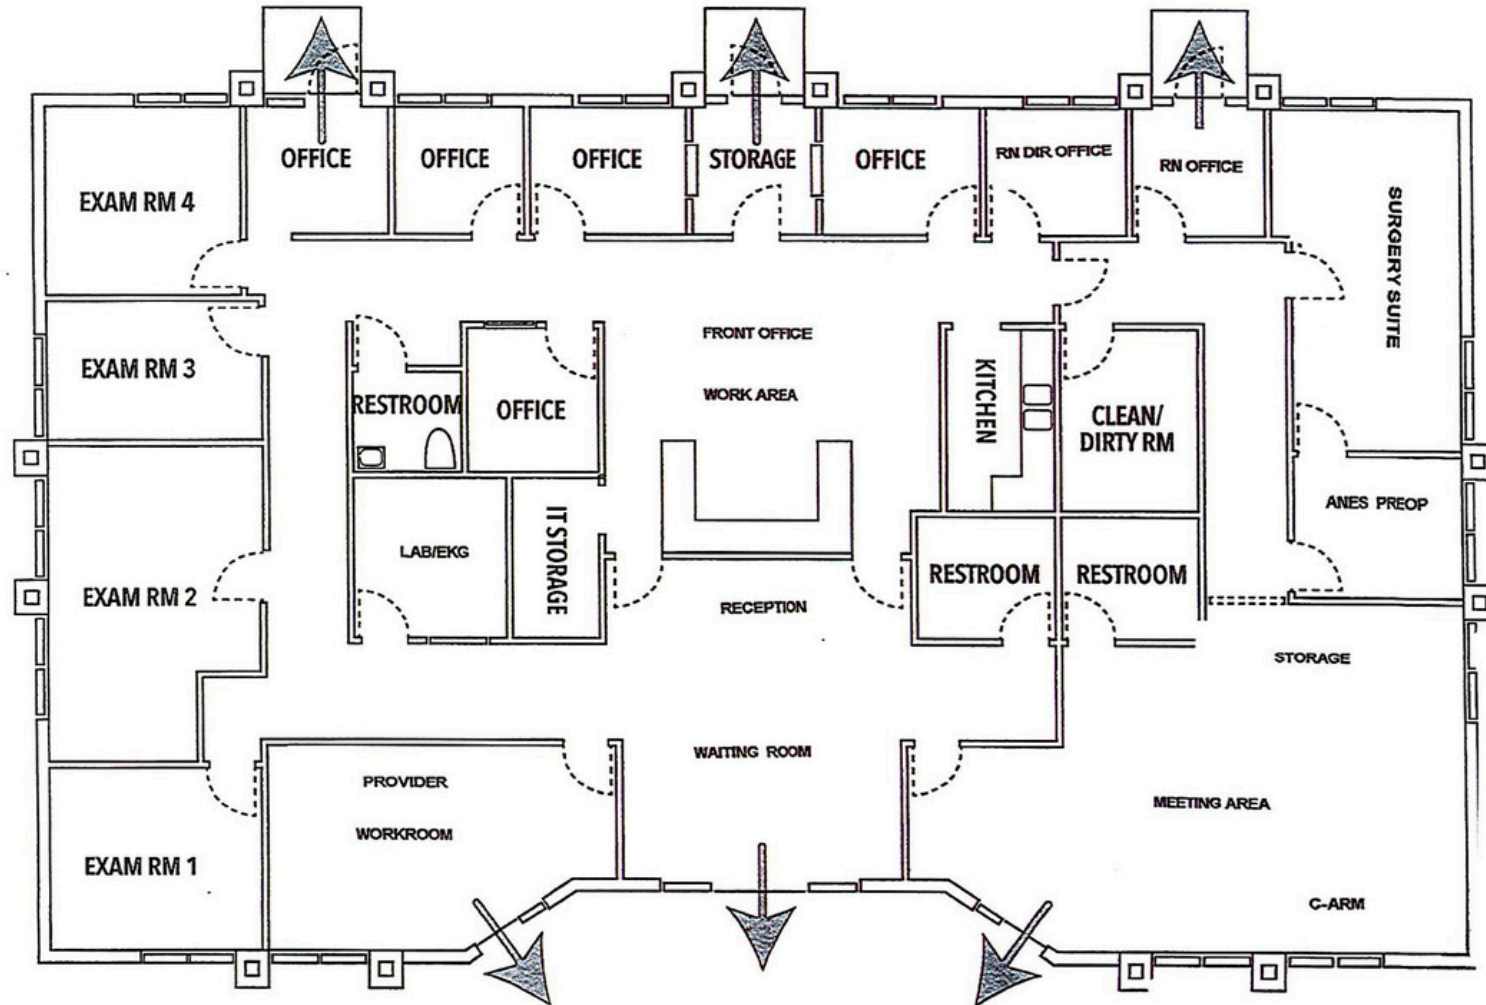 OFFICE
OFFICE
OFFICE
STORAGE
OFFICE
RN DIR OFFICE
RN OFFICE
EXAM RM 4
SURGERY SUITE
EXAM RM 3
FRONT OFFICE
WORK AREA
KITCHEN
RESTROOM
OFFICE
CLEAN/
DIRTY RM
ANES PREOP
LAB/EKG
IT STORAGE
EXAM RM 2
RECEPTION
RESTROOM
RESTROOM
STORAGE
WAITING ROOM
PROVIDER
WORKROOM
MEETING AREA
EXAM RM 1
C-ARM